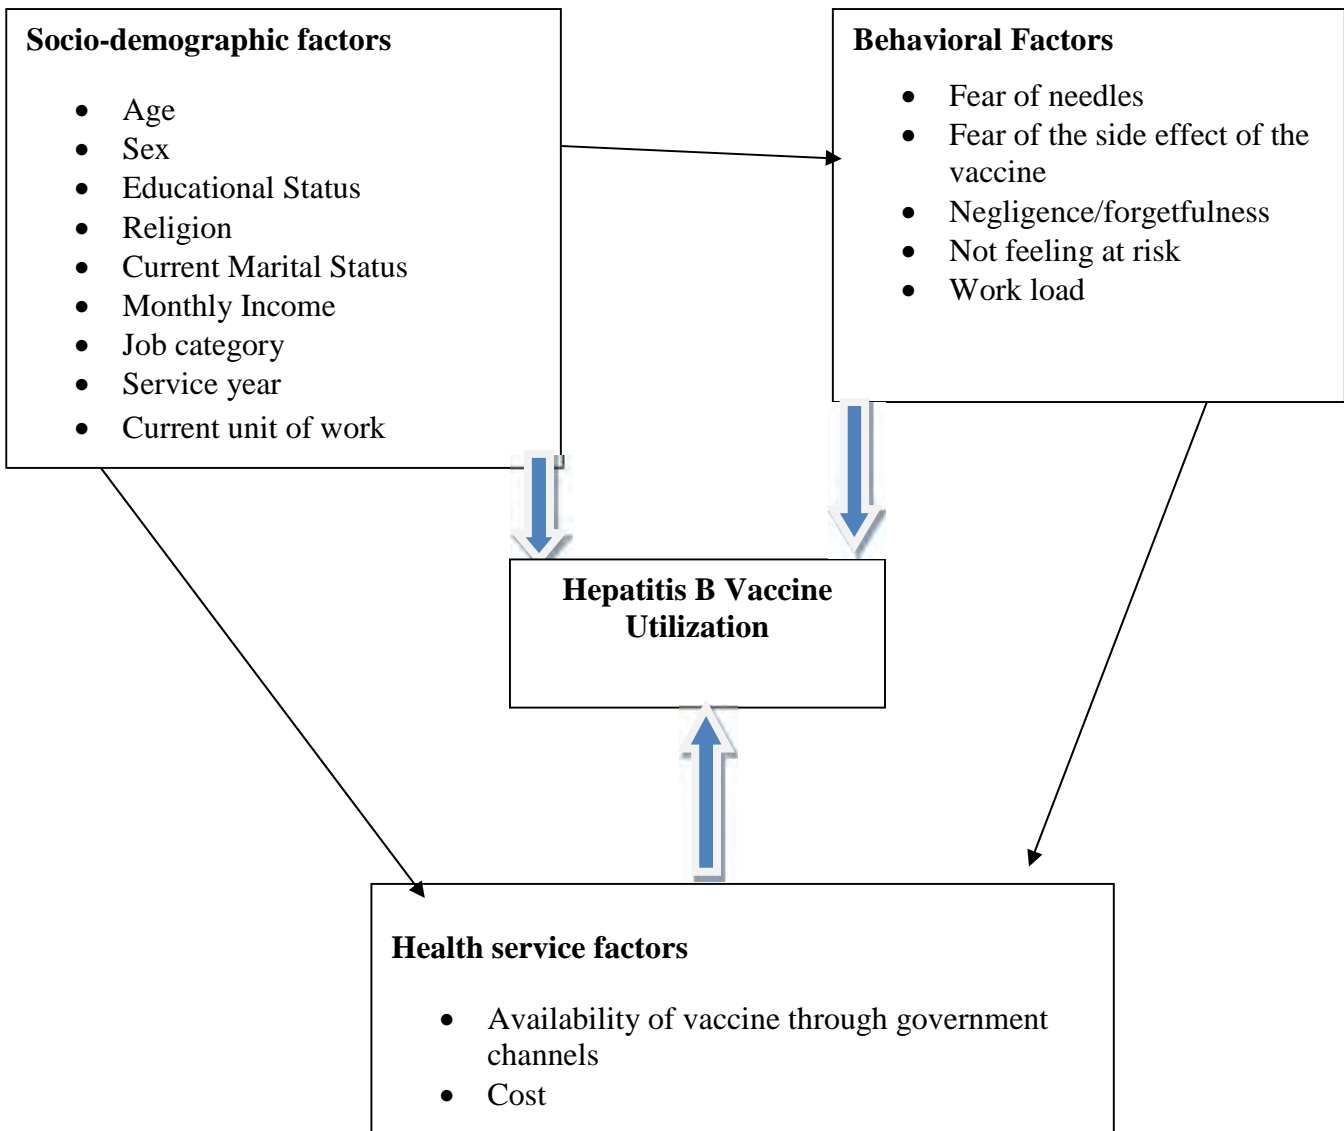 Socio-demographic factors
• Age
• Sex
• Educational Status
• Religion
• Current Marital Status
• Monthly Income
• Job category
• Service year
• Current unit of work
Behavioral Factors
• Fear of needles
• Fear of the side effect of the
vaccine
• Negligence/forgetfulness
• Not feeling at risk
• Work load
Hepatitis B Vaccine
Utilization
Health service factors
• Availability of vaccine through government
channels
• Cost